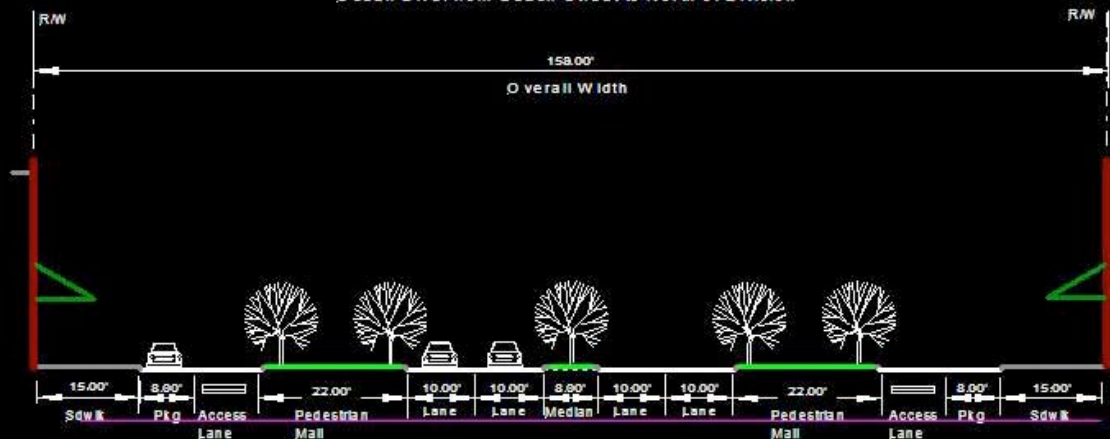 R/W R/W
158.00'
Overall Width
15.00' 8.00' 22.00' 10.00' 10.00' 8.00' 10.00' 10.00' 22.00' 8.00' 15.00'
Sdwlk Pkg Access Pedestrian Lane Lane Median Lane Lane Pedestrian Access Pkg Sdwlk
Lane Mall Mall Lane